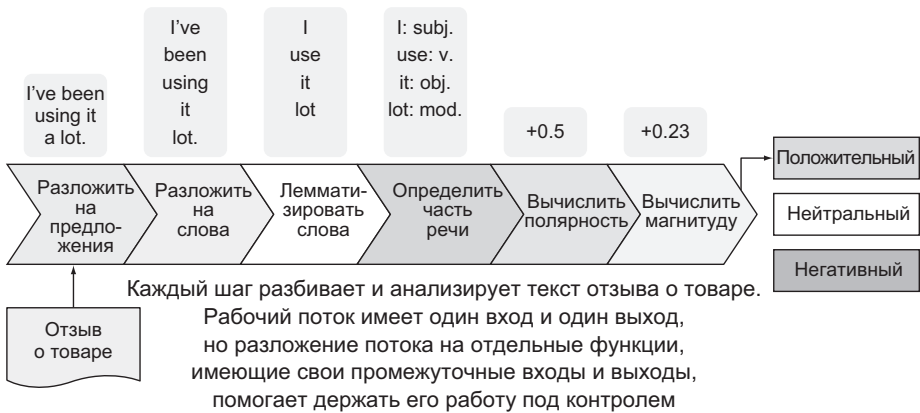 I've been
using it
a lot.
I've
been
using
it
lot.
I
use
it
lot
I: subj.
use: v.
it: obj.
lot: mod.
+0.5
+0.23
Разложить
на
предло-
жения
Разложить
на
слова
Леммати-
зировать
слова
Определить
часть
речи
Вычислить
полярность
Вычислить
магнитуду
Положительный
Нейтральный
Негативный
Отзыв
о товаре
Каждый шаг разбивает и анализирует текст отзыва о товаре.
Рабочий поток имеет один вход и один выход,
но разложение потока на отдельные функции,
имеющие свои промежуточные входы и выходы,
помогает держать его работу под контролем